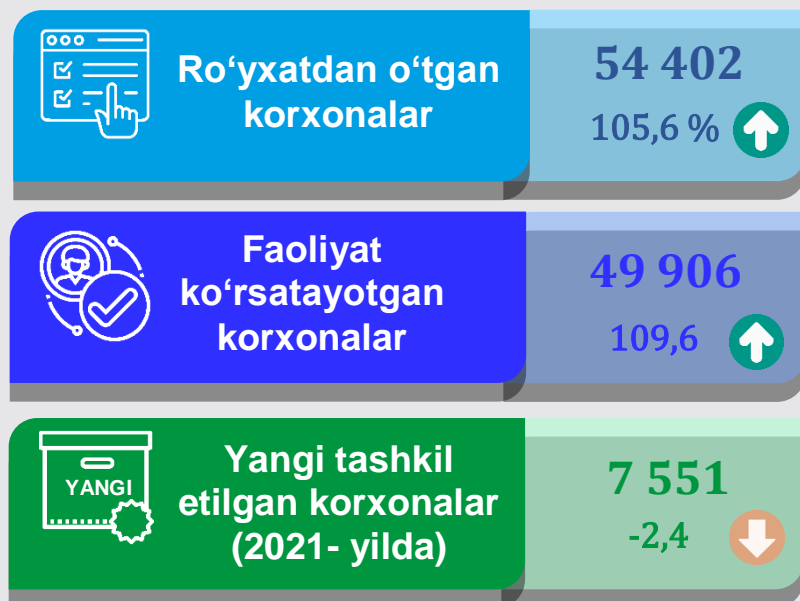 Ro‘yxatdan o‘tgan
korxonalar
54 402
105,6 %
Faoliyat
ko‘rsatayotgan
korxonalar
49 906
109,6
YANGI
Yangi tashkil
etilgan korxonalar
(2021- yilda)
7 551
-2,4